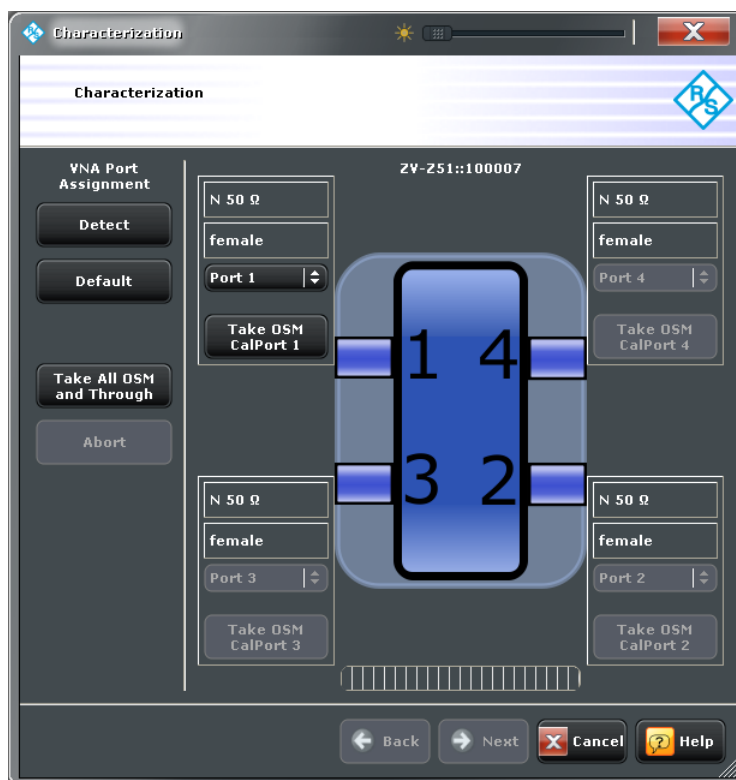 Characterization
Characterization
R&S
VNA Port
Assignment
Detect
Default
Take All OSM
and Through
Abort
ZV-Z51::100007
N 50 Ω
female
Port 1
Take OSM
CalPort 1
N 50 Ω
female
Port 4
Take OSM
CalPort 4
1 4
3 2
N 50 Ω
female
Port 3
Take OSM
CalPort 3
N 50 Ω
female
Port 2
Take OSM
CalPort 2
Back
Next
X Cancel
? Help